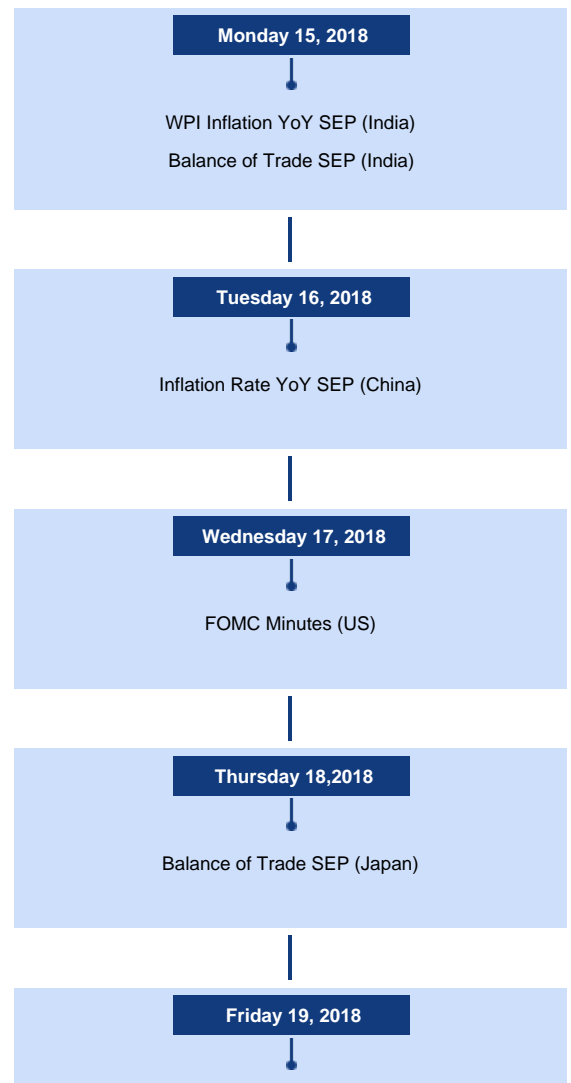 Monday 15, 2018
WPI Inflation YoY SEP (India)
Balance of Trade SEP (India)
Tuesday 16, 2018
Inflation Rate YoY SEP (China)
Wednesday 17, 2018
FOMC Minutes (US)
Thursday 18,2018
Balance of Trade SEP (Japan)
Friday 19, 2018